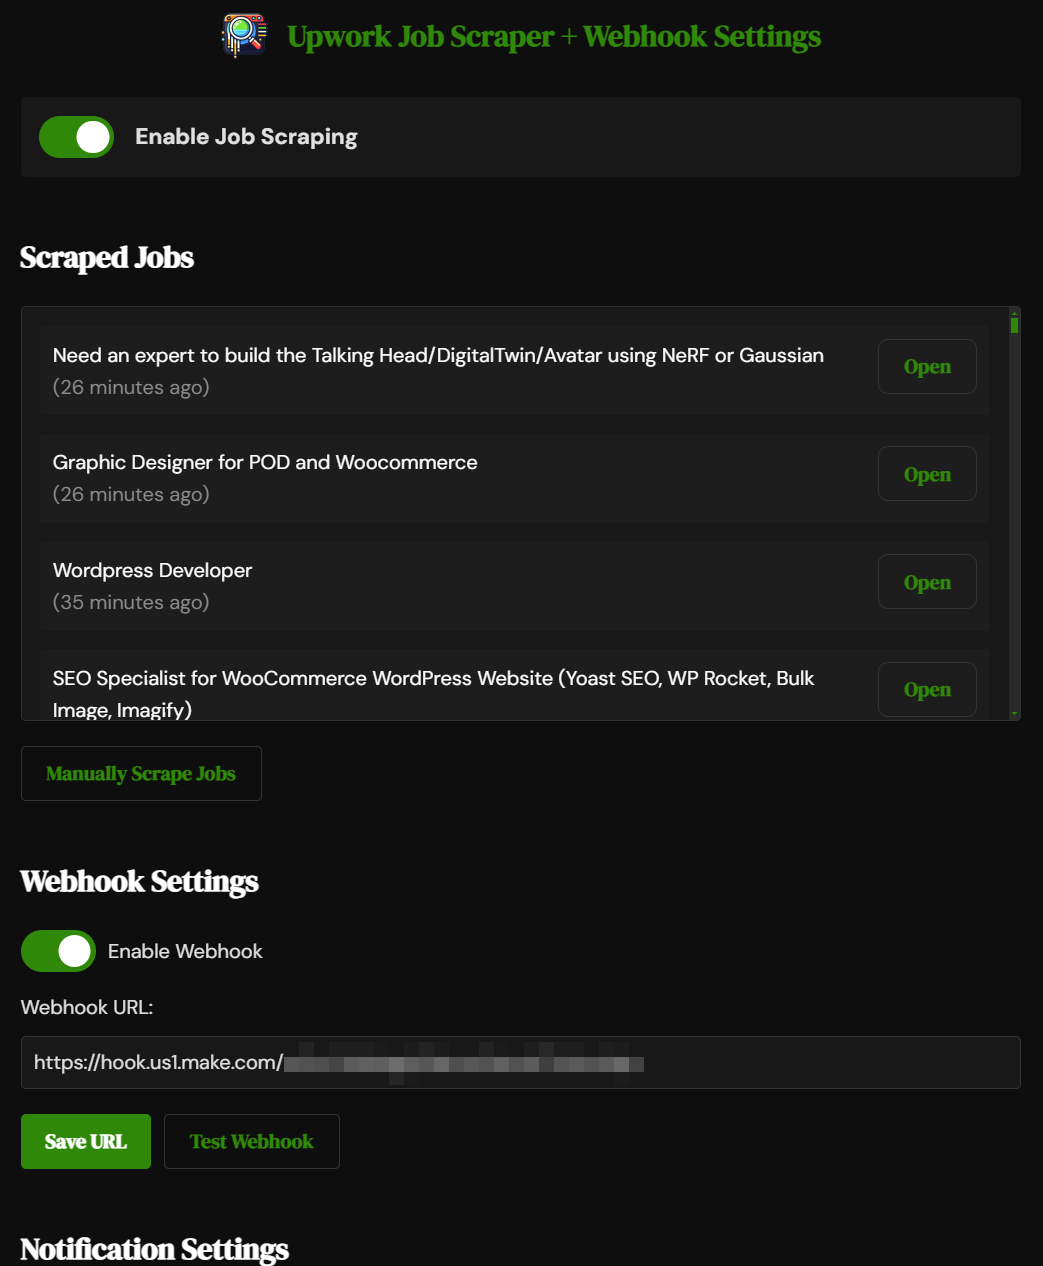 Upwork Job Scraper + Webhook Settings
Enable Job Scraping
Scraped Jobs
Need an expert to build the Talking Head/DigitalTwin/Avatar using NeRF or Gaussian
(26 minutes ago)
Open
Graphic Designer for POD and Woocommerce
(26 minutes ago)
Open
Wordpress Developer
(35 minutes ago)
Open
SEO Specialist for WooCommerce WordPress Website (Yoast SEO, WP Rocket, Bulk
Image, Imagify)
Open
Manually Scrape Jobs
Webhook Settings
Enable Webhook
Webhook URL:
https://hook.us1.make.com/
Save URL
Test Webhook
Notification Settings